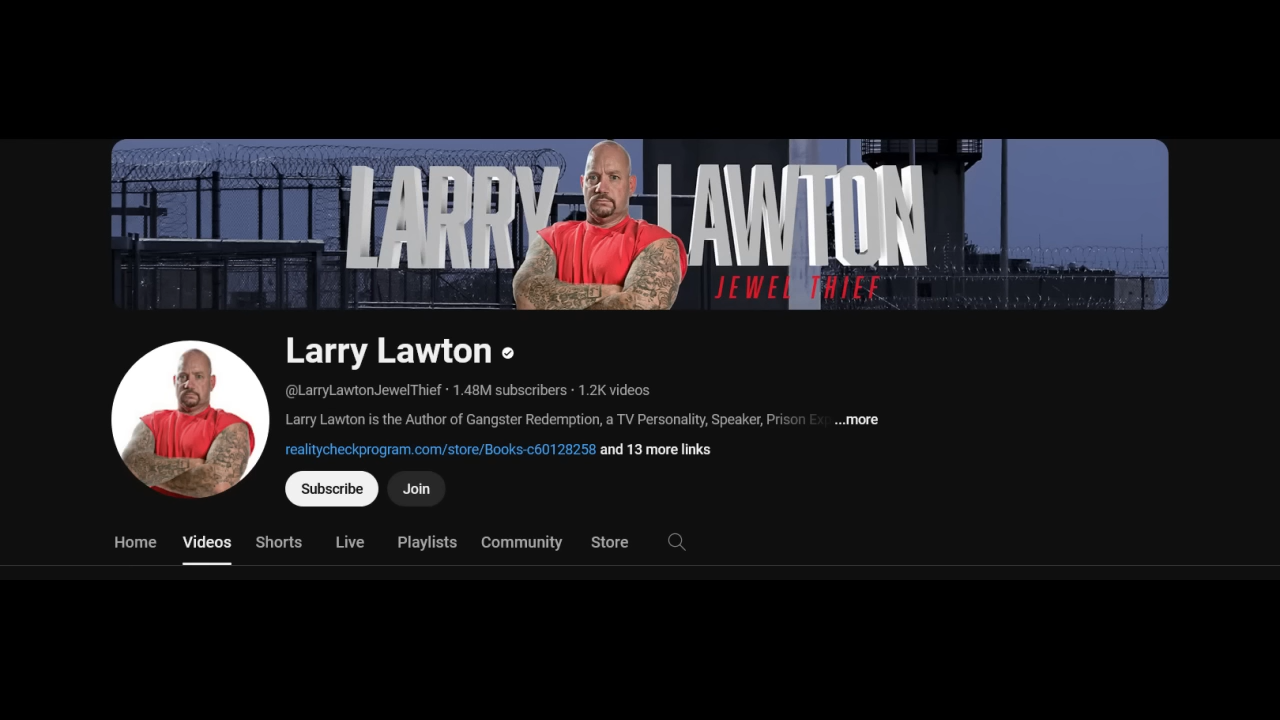 LARRY LAWTON
JEWEL THIEF
Larry Lawton
@LarryLawtonJewelThief · 1.48M subscribers · 1.2K videos
Larry Lawton is the Author of Gangster Redemption, a TV Personality, Speaker, Prison ...more
realitycheckprogram.com/store/Books-c60128258 and 13 more links
Subscribe Join
Home Videos Shorts Live Playlists Community Store